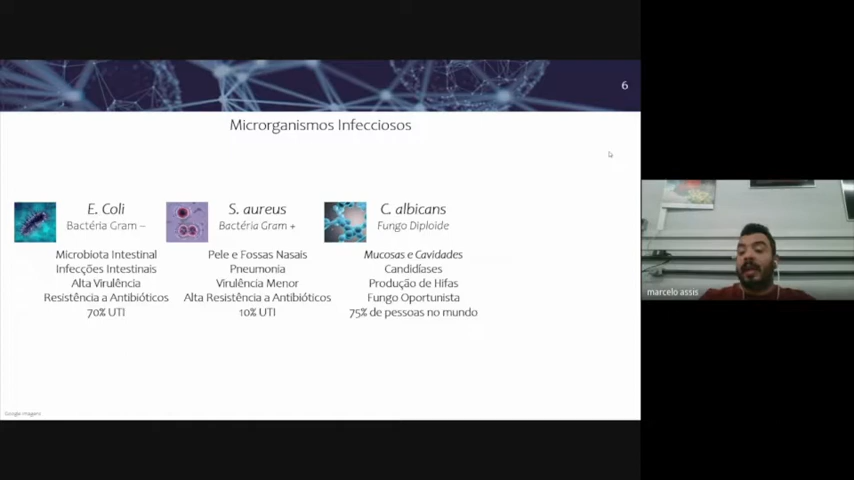 6
Microrganismos Infecciosos
E. Coli
Bactéria Gram –
Microbiota Intestinal
Infecções Intestinais
Alta Virulência
Resistência a Antibióticos
70% UTI
S. aureus
Bactéria Gram +
Pele e Fossas Nasais
Pneumonia
Virulência Menor
Alta Resistência a Antibióticos
10% UTI
C. albicans
Fungo Diploide
Mucosas e Cavidades
Candidíases
Produção de Hifas
Fungo Oportunista
75% de pessoas no mundo
Google Imagens
marcelo assis